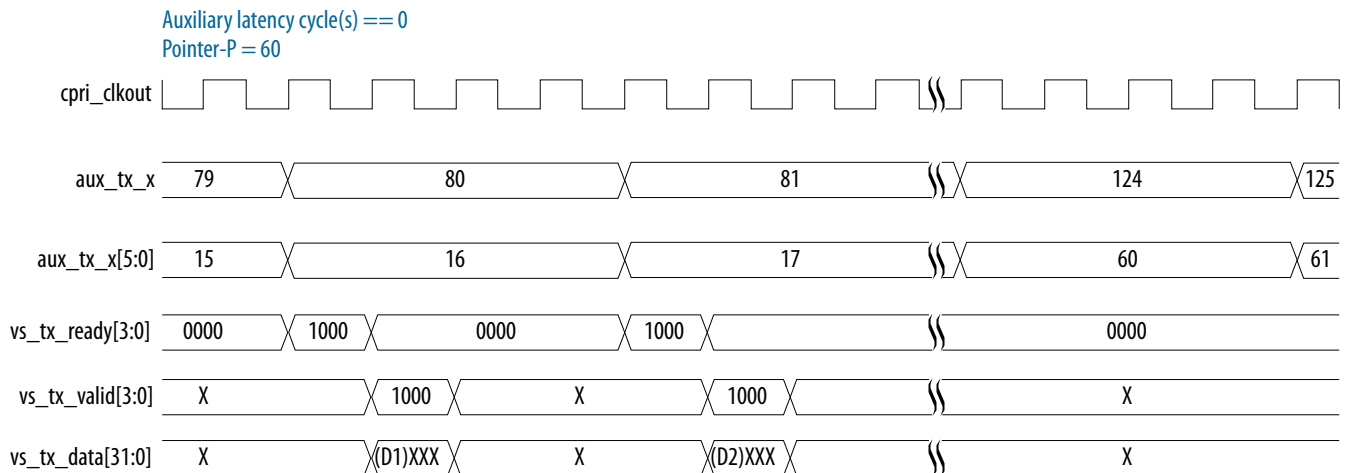 Auxiliary latency cycle(s) == 0
Pointer-P = 60
cpri_clkout
aux_tx_x 79 80 81 124 125
aux_tx_x[5:0] 15 16 17 60 61
vs_tx_ready[3:0] 0000 1000 0000 1000 0000
vs_tx_valid[3:0] X 1000 X 1000 X
vs_tx_data[31:0] X (D1)XXX X (D2)XXX X